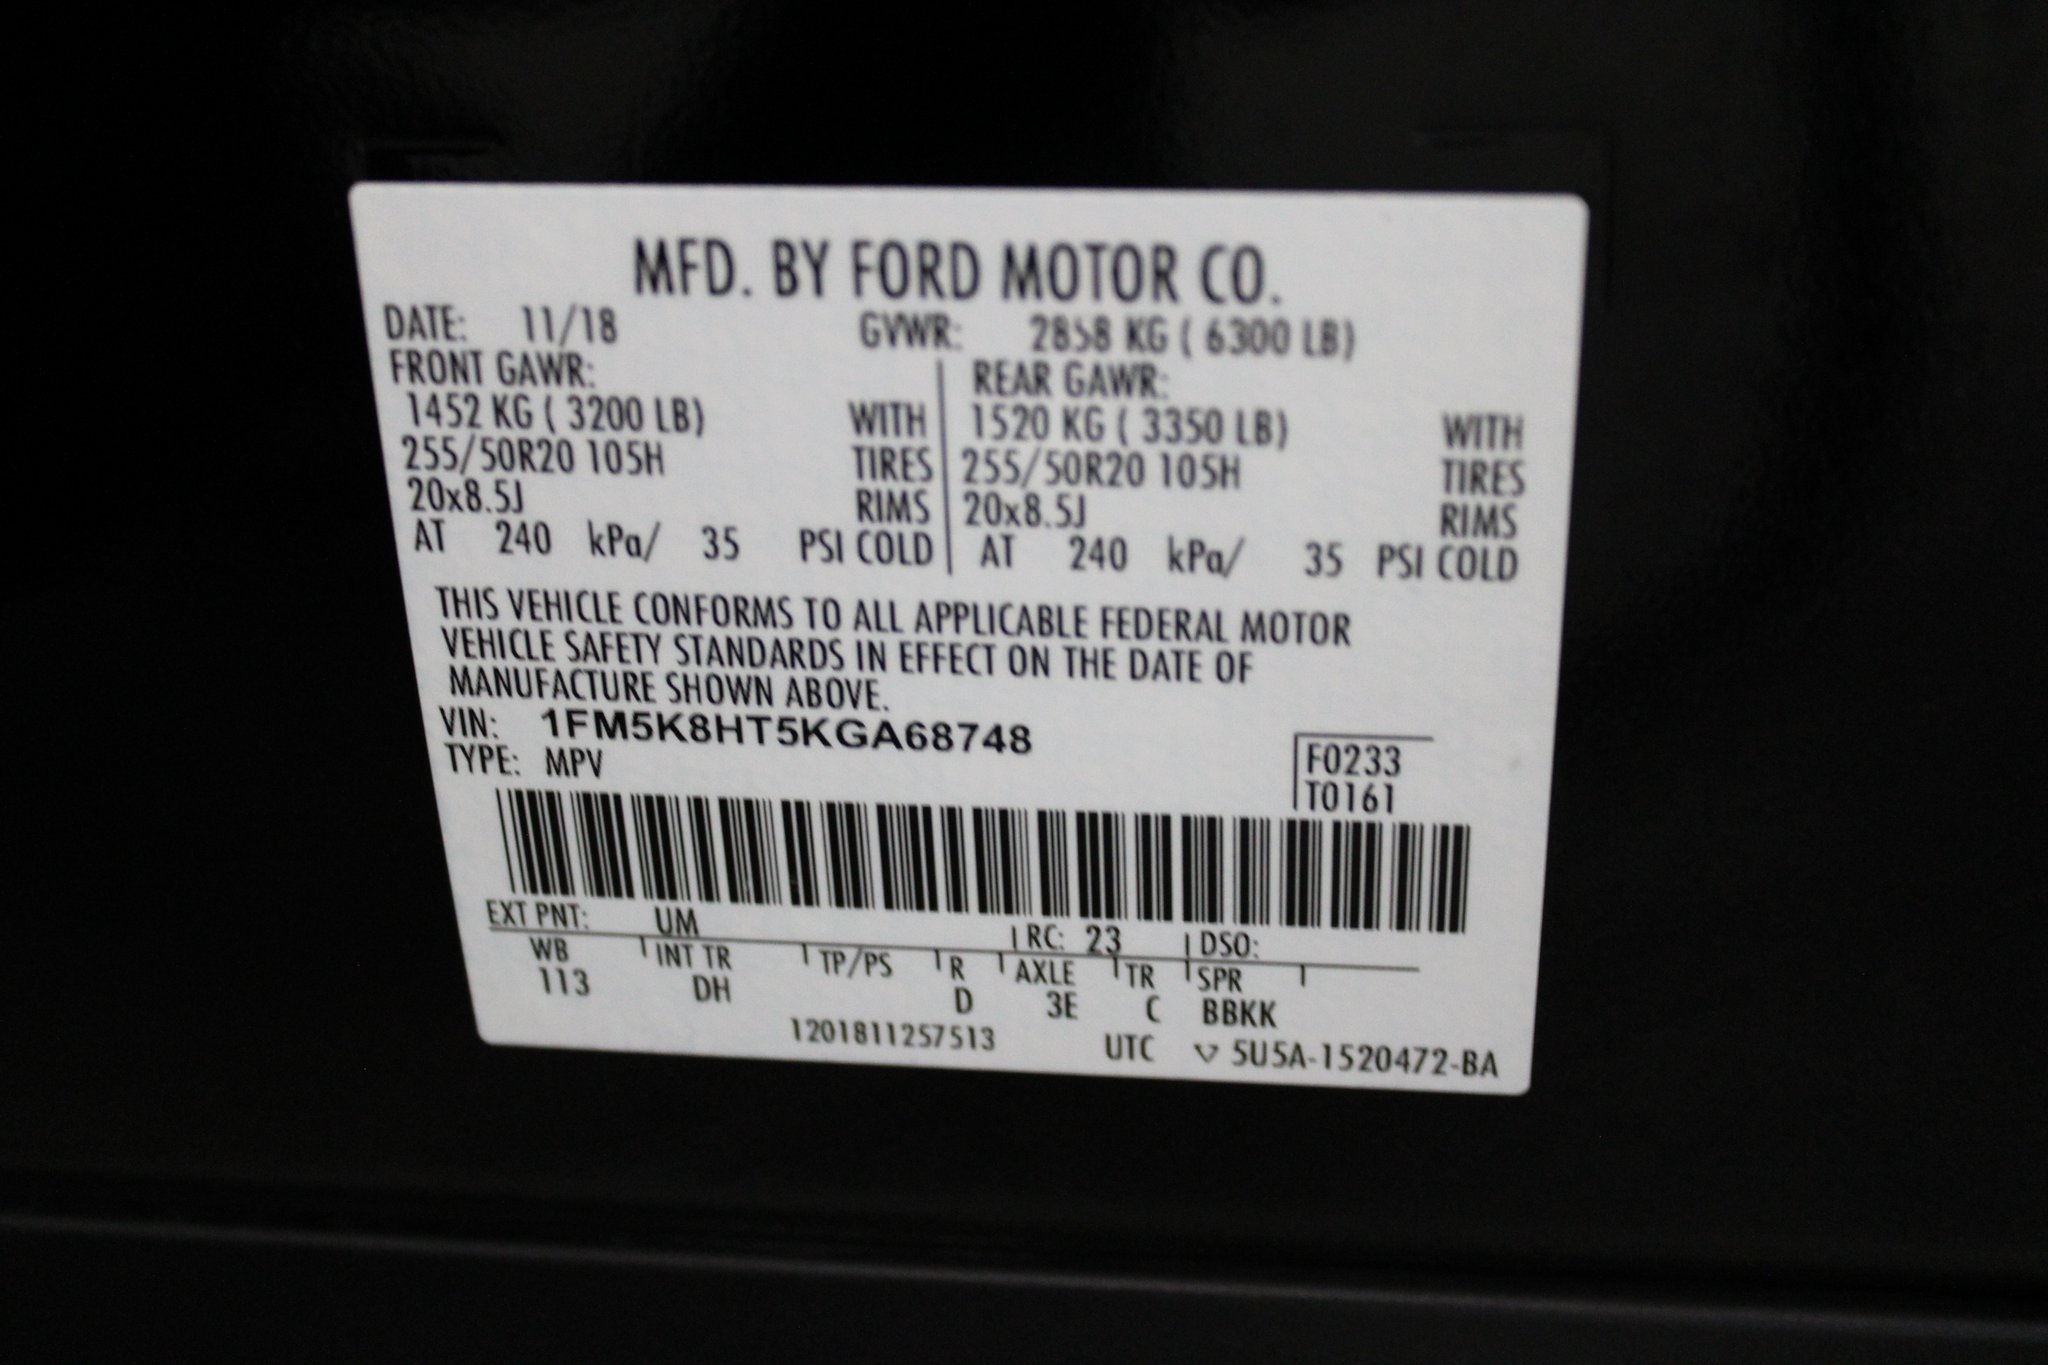 MFD. BY FORD MOTOR CO.
DATE: 11/18 GVWR: 2858 KG ( 6300 LB)
FRONT GAWR: REAR GAWR:
1452 KG ( 3200 LB) WITH 1520 KG ( 3350 LB) WITH
255/50R20 105H TIRES 255/50R20 105H TIRES
20x8.5J RIMS 20x8.5J RIMS
AT 240 kPa/ 35 PSI COLD AT 240 kPa/ 35 PSI COLD
THIS VEHICLE CONFORMS TO ALL APPLICABLE FEDERAL MOTOR
VEHICLE SAFETY STANDARDS IN EFFECT ON THE DATE OF
MANUFACTURE SHOWN ABOVE.
VIN: 1FM5K8HT5KGA68748
TYPE: MPV
F0233
T0161
EXT PNT: UM RC: 23 DSO:
WB INT TR TP/PS R AXLE TR SPR
113 DH D 3E C BBKK
1201811257513 UTC 5U5A-1520472-BA